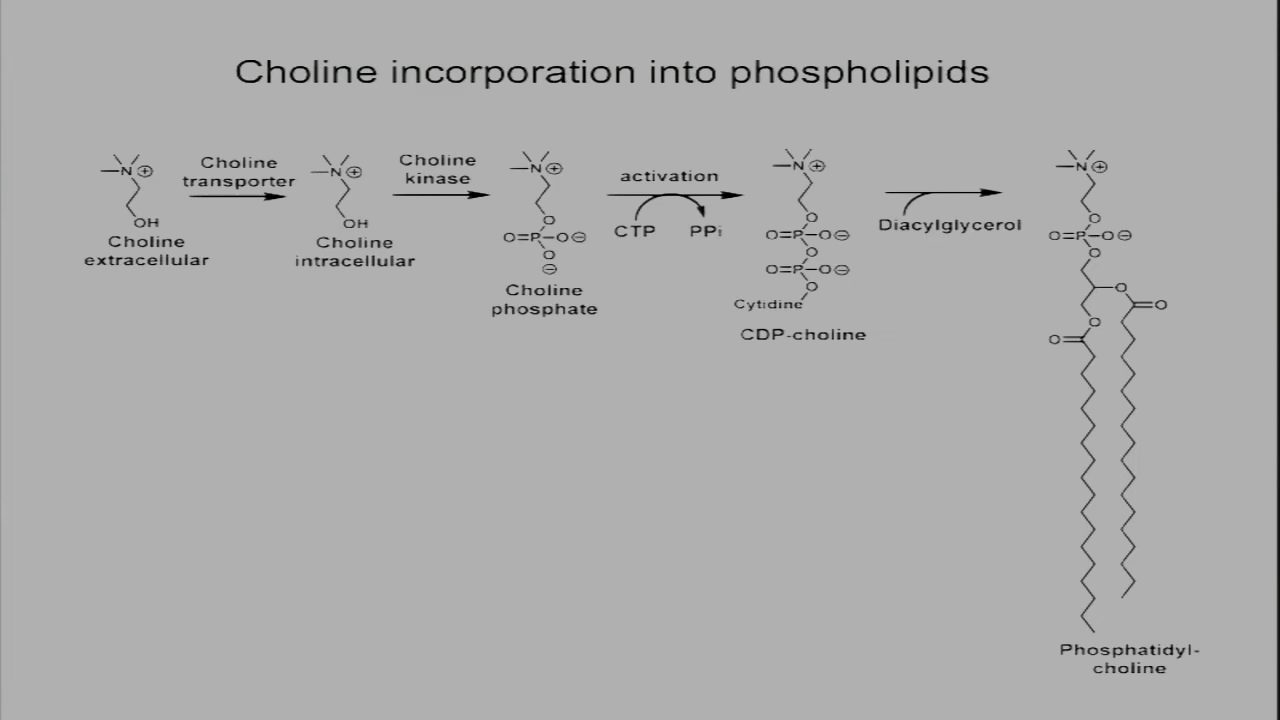 Choline incorporation into phospholipids
Choline
transporter
Choline
kinase
activation
CTP
PPi
Diacylglycerol
N⊕
OH
Choline
extracellular
N⊕
OH
Choline
intracellular
N⊕
O
O=P–O⊖
O
⊖
Choline
phosphate
N⊕
O
O=P–O⊖
O
O=P–O⊖
O
Cytidine
CDP-choline
N⊕
O
O=P–O⊖
O
O
O
O
O
Phosphatidyl-
choline